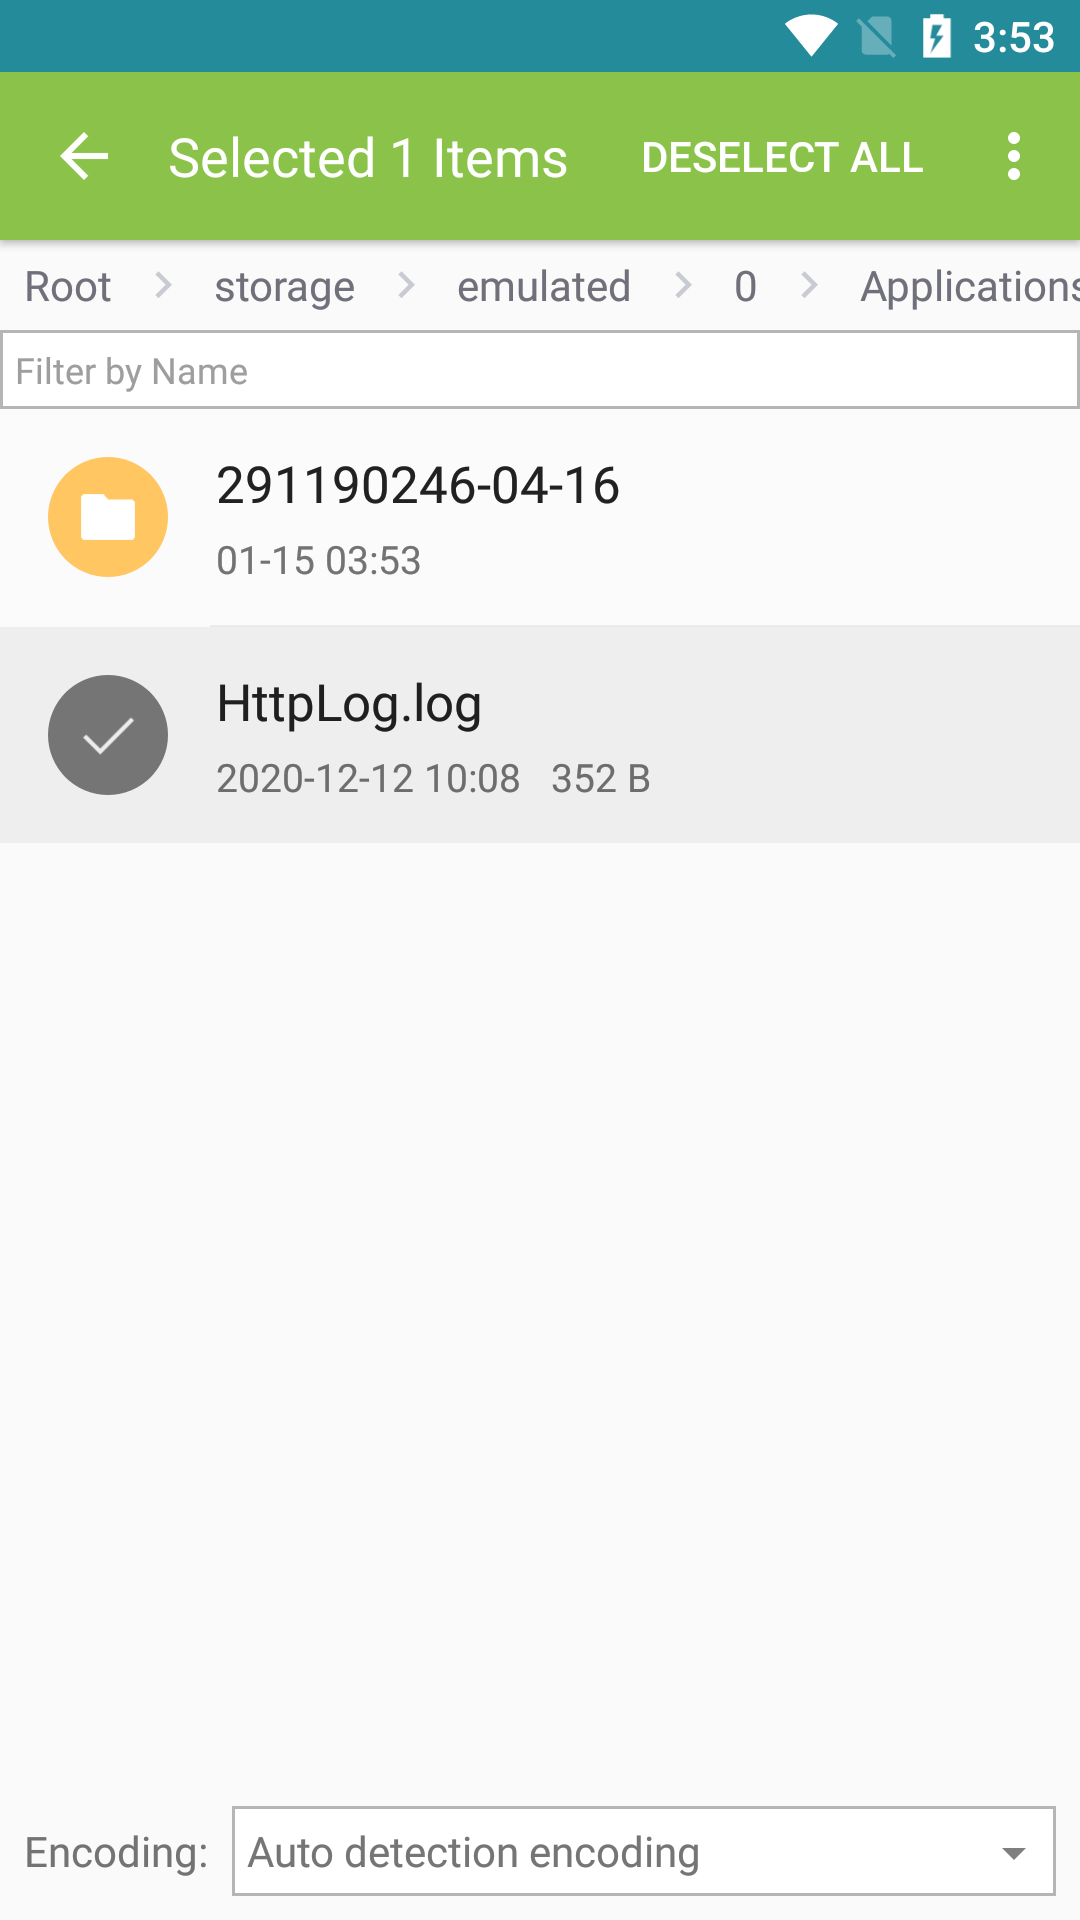 3:53
Selected 1 Items DESELECT ALL
Root storage emulated 0 Applications
Filter by Name
291190246-04-16
01-15 03:53
HttpLog.log
2020-12-12 10:08 352 B
Encoding: Auto detection encoding